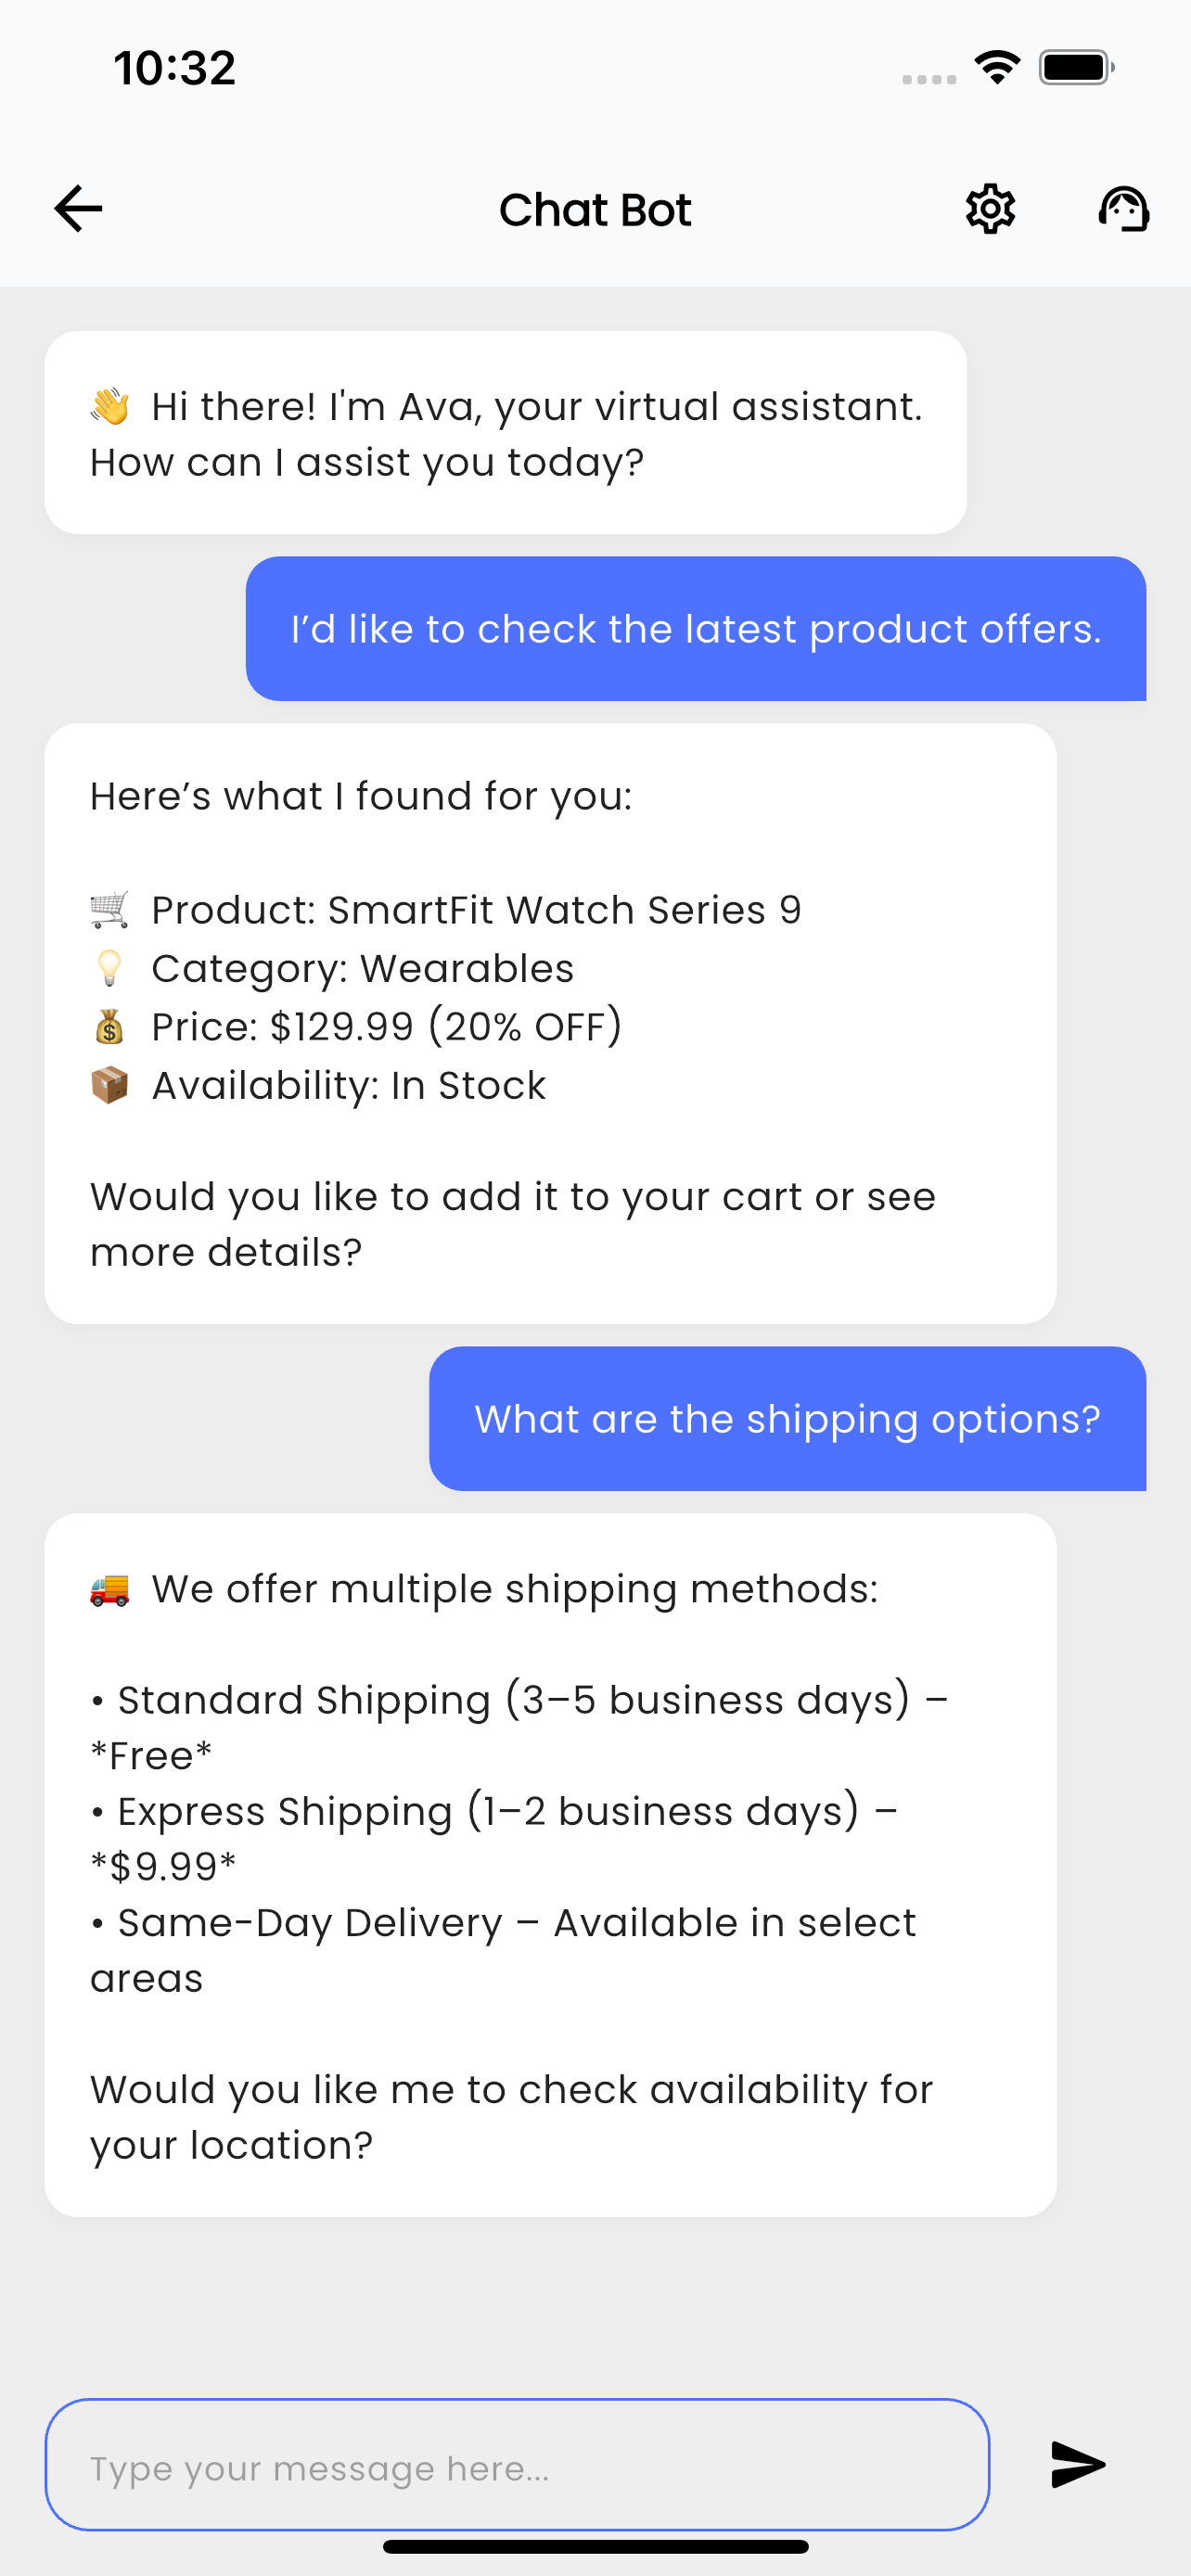 10:32
Chat Bot
👋 Hi there! I'm Ava, your virtual assistant.
How can I assist you today?
I’d like to check the latest product offers.
Here’s what I found for you:
🛒 Product: SmartFit Watch Series 9
💡 Category: Wearables
💰 Price: $129.99 (20% OFF)
📦 Availability: In Stock
Would you like to add it to your cart or see
more details?
What are the shipping options?
🚚 We offer multiple shipping methods:
• Standard Shipping (3–5 business days) –
*Free*
• Express Shipping (1–2 business days) –
*$9.99*
• Same-Day Delivery – Available in select
areas
Would you like me to check availability for
your location?
Type your message here...